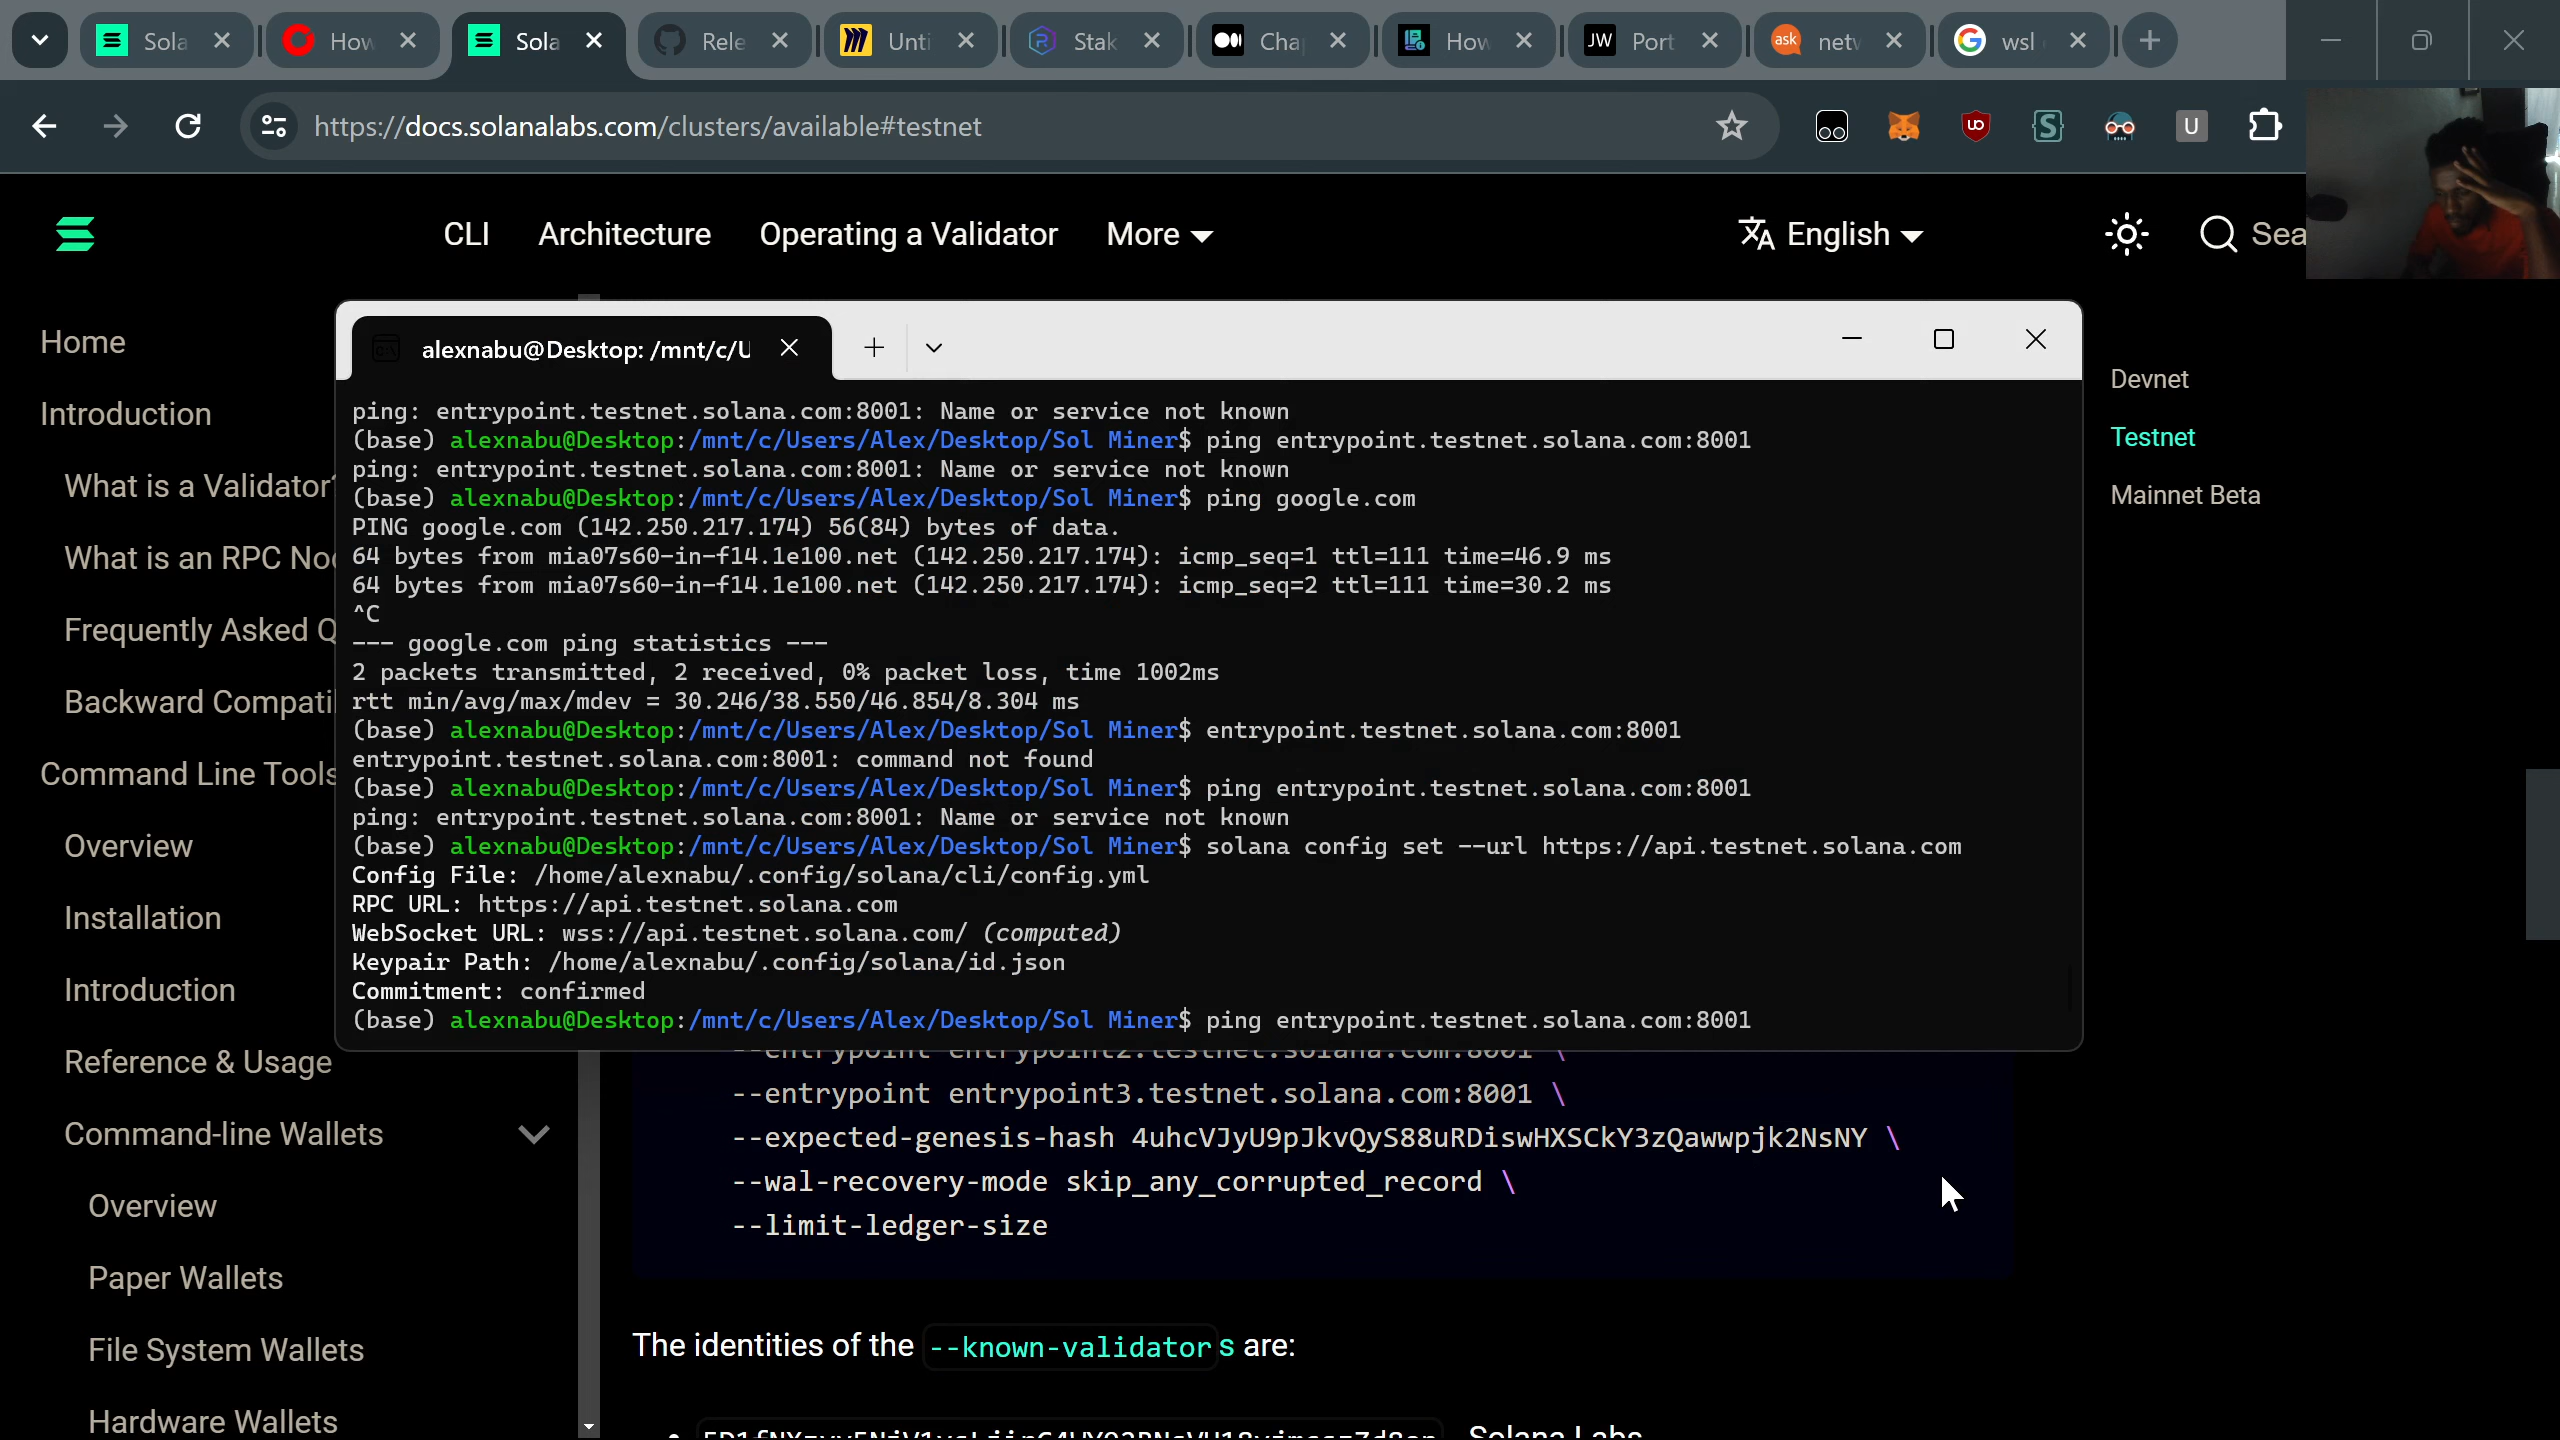 Sola
How
Sola
Rele
Unti
Stak
Cha
How
JW
Port
ask
netw
wsl
https://docs.solanalabs.com/clusters/available#testnet
CLI
Architecture
Operating a Validator
More
English
Sea
Home
Introduction
What is a Validator?
What is an RPC No
Frequently Asked Q
Backward Compati
Command Line Tools
Overview
Installation
Introduction
Reference & Usage
Command-line Wallets
Overview
Paper Wallets
File System Wallets
Hardware Wallets
alexnabu@Desktop: /mnt/c/U
ping: entrypoint.testnet.solana.com:8001: Name or service not known
(base) alexnabu@Desktop:/mnt/c/Users/Alex/Desktop/Sol Miner$ ping entrypoint.testnet.solana.com:8001
ping: entrypoint.testnet.solana.com:8001: Name or service not known
(base) alexnabu@Desktop:/mnt/c/Users/Alex/Desktop/Sol Miner$ ping google.com
PING google.com (142.250.217.174) 56(84) bytes of data.
64 bytes from mia07s60-in-f14.1e100.net (142.250.217.174): icmp_seq=1 ttl=111 time=46.9 ms
64 bytes from mia07s60-in-f14.1e100.net (142.250.217.174): icmp_seq=2 ttl=111 time=30.2 ms
^C
--- google.com ping statistics ---
2 packets transmitted, 2 received, 0% packet loss, time 1002ms
rtt min/avg/max/mdev = 30.246/38.550/46.854/8.304 ms
(base) alexnabu@Desktop:/mnt/c/Users/Alex/Desktop/Sol Miner$ entrypoint.testnet.solana.com:8001
entrypoint.testnet.solana.com:8001: command not found
(base) alexnabu@Desktop:/mnt/c/Users/Alex/Desktop/Sol Miner$ ping entrypoint.testnet.solana.com:8001
ping: entrypoint.testnet.solana.com:8001: Name or service not known
(base) alexnabu@Desktop:/mnt/c/Users/Alex/Desktop/Sol Miner$ solana config set --url https://api.testnet.solana.com
Config File: /home/alexnabu/.config/solana/cli/config.yml
RPC URL: https://api.testnet.solana.com
WebSocket URL: wss://api.testnet.solana.com/ (computed)
Keypair Path: /home/alexnabu/.config/solana/id.json
Commitment: confirmed
(base) alexnabu@Desktop:/mnt/c/Users/Alex/Desktop/Sol Miner$ ping entrypoint.testnet.solana.com:8001
--entrypoint entrypoint2.testnet.solana.com:8001 \
--entrypoint entrypoint3.testnet.solana.com:8001 \
--expected-genesis-hash 4uhcVJyU9pJkvQyS88uRDiswHXSCkY3zQawwpjk2NsNY \
--wal-recovery-mode skip_any_corrupted_record \
--limit-ledger-size
The identities of the --known-validators are:
Solana Labs
Devnet
Testnet
Mainnet Beta